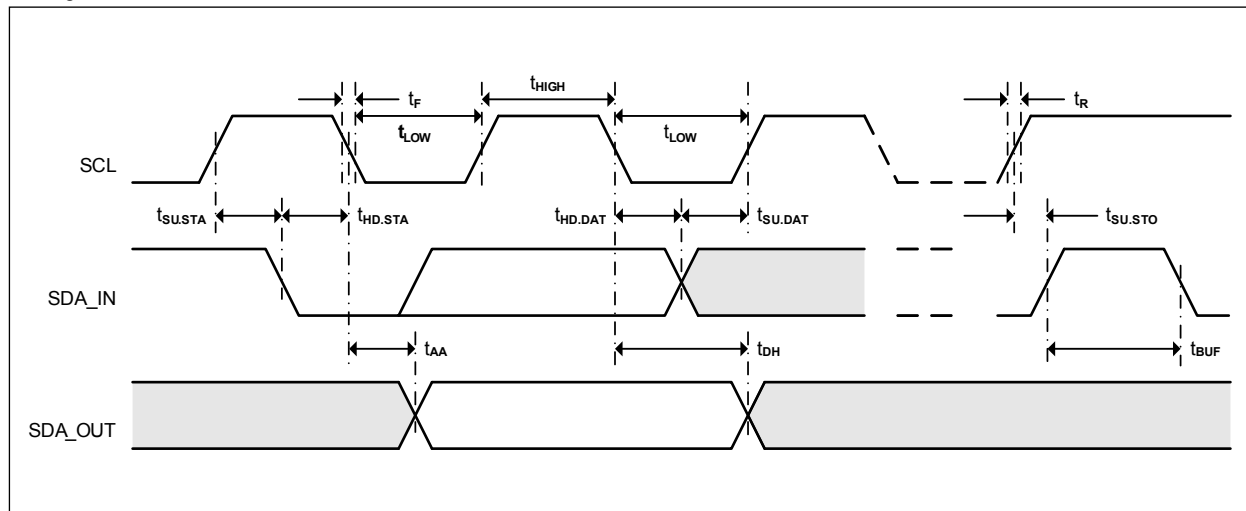 tF
tHIGH
tR
tLOW
tLOW
SCL
tSU.STA
tHD.STA
tHD.DAT
tSU.DAT
tSU.STO
SDA_IN
tAA
tDH
tBUF
SDA_OUT